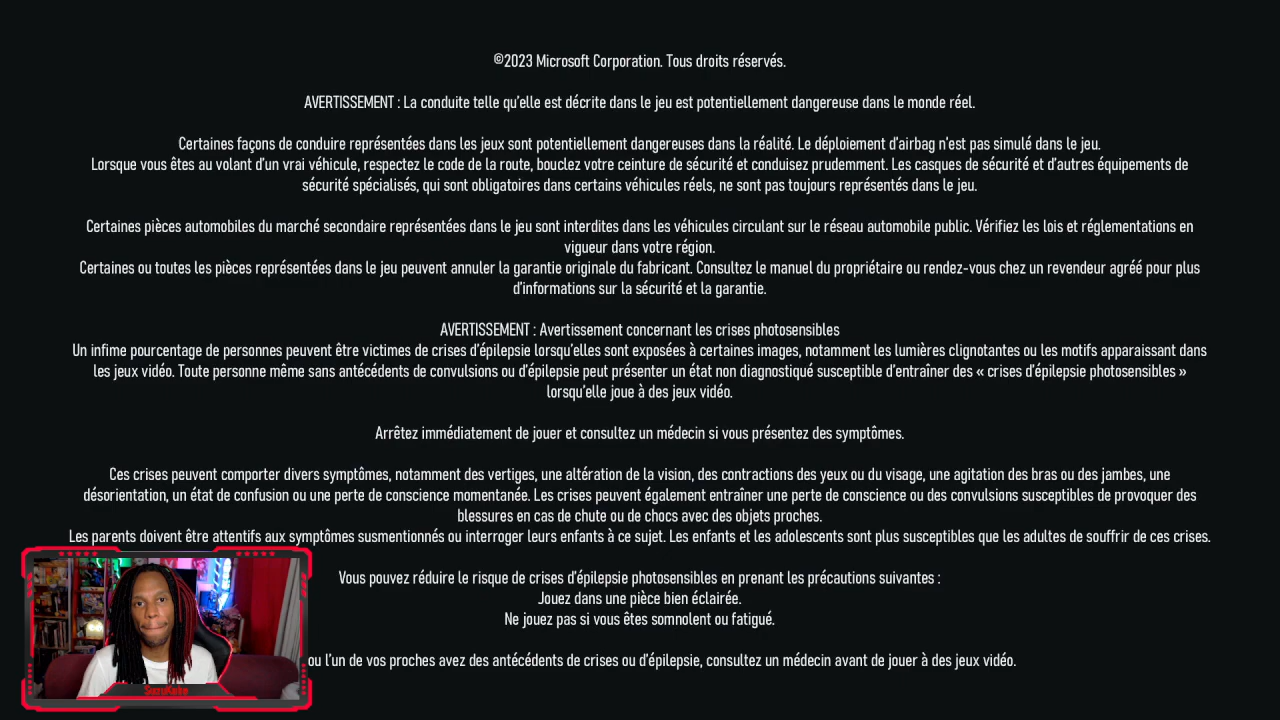 ©2023 Microsoft Corporation. Tous droits réservés.
AVERTISSEMENT : La conduite telle qu'elle est décrite dans le jeu est potentiellement dangereuse dans le monde réel.
Certaines façons de conduire représentées dans les jeux sont potentiellement dangereuses dans la réalité. Le déploiement d'airbag n'est pas simulé dans le jeu.
Lorsque vous êtes au volant d'un vrai véhicule, respectez le code de la route, bouclez votre ceinture de sécurité et conduisez prudemment. Les casques de sécurité et d'autres équipements de
sécurité spécialisés, qui sont obligatoires dans certains véhicules réels, ne sont pas toujours représentés dans le jeu.
Certaines pièces automobiles du marché secondaire représentées dans le jeu sont interdites dans les véhicules circulant sur le réseau automobile public. Vérifiez les lois et réglementations en
vigueur dans votre région.
Certaines ou toutes les pièces représentées dans le jeu peuvent annuler la garantie originale du fabricant. Consultez le manuel du propriétaire ou rendez-vous chez un revendeur agréé pour plus
d'informations sur la sécurité et la garantie.
AVERTISSEMENT : Avertissement concernant les crises photosensibles
Un infime pourcentage de personnes peuvent être victimes de crises d'épilepsie lorsqu'elles sont exposées à certaines images, notamment les lumières clignotantes ou les motifs apparaissant dans
les jeux vidéo. Toute personne même sans antécédents de convulsions ou d'épilepsie peut présenter un état non diagnostiqué susceptible d'entraîner des « crises d'épilepsie photosensibles »
lorsqu'elle joue à des jeux vidéo.
Arrêtez immédiatement de jouer et consultez un médecin si vous présentez des symptômes.
Ces crises peuvent comporter divers symptômes, notamment des vertiges, une altération de la vision, des contractions des yeux ou du visage, une agitation des bras ou des jambes, une
désorientation, un état de confusion ou une perte de conscience momentanée. Les crises peuvent également entraîner une perte de conscience ou des convulsions susceptibles de provoquer des
blessures en cas de chute ou de chocs avec des objets proches.
Les parents doivent être attentifs aux symptômes susmentionnés ou interroger leurs enfants à ce sujet. Les enfants et les adolescents sont plus susceptibles que les adultes de souffrir de ces crises.
Vous pouvez réduire le risque de crises d'épilepsie photosensibles en prenant les précautions suivantes :
Jouez dans une pièce bien éclairée.
Ne jouez pas si vous êtes somnolent ou fatigué.
ou l'un de vos proches avez des antécédents de crises ou d'épilepsie, consultez un médecin avant de jouer à des jeux vidéo.